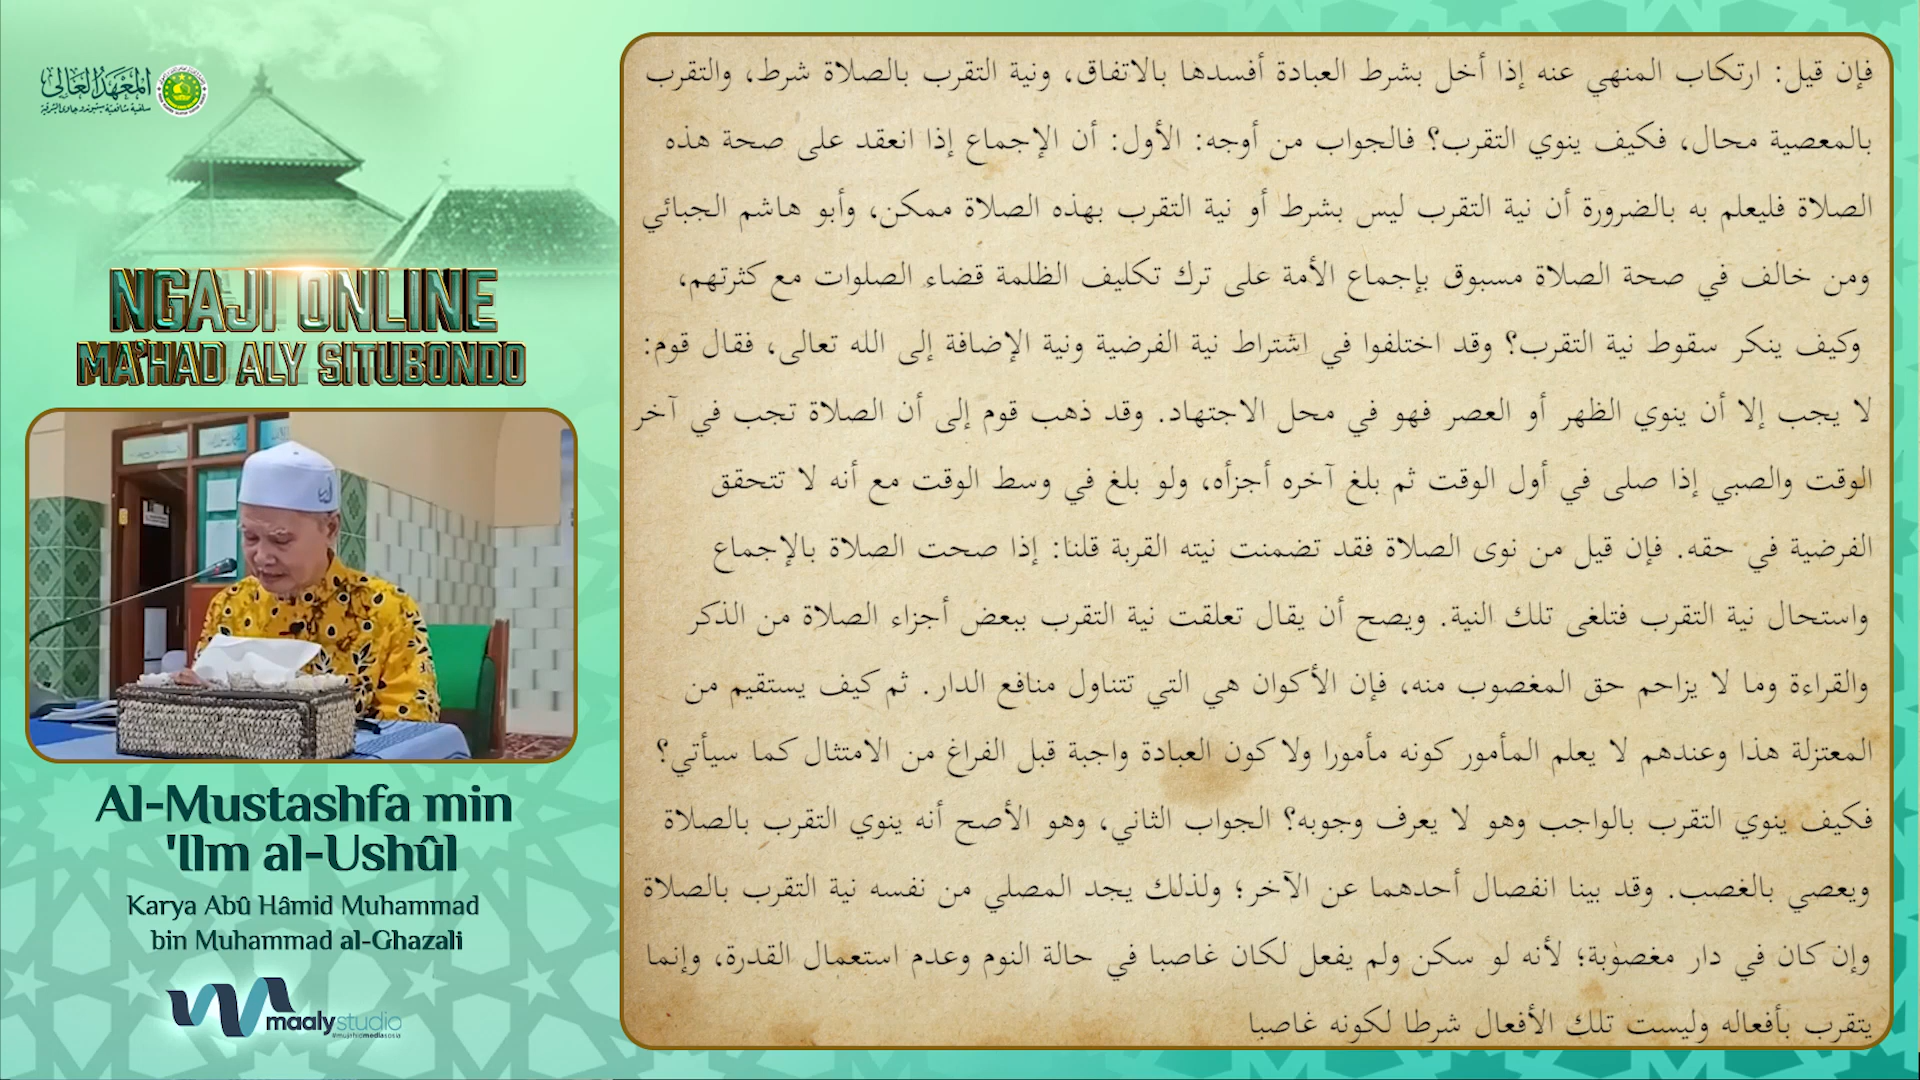 المعهد العالي
NGAJI ONLINE
MA'HAD ALY SITUBONDO
Al-Mustashfa min
'Ilm al-Ushûl
Karya Abû Hâmid Muhammad
bin Muhammad al-Ghazali
maalystudio
فإن قيل: ارتكاب المنهي عنه إذا أخل بشرط العبادة أفسدها بالاتفاق، ونية التقرب بالصلاة شرط، والتقرب
بالمعصية محال، فكيف ينوي التقرب؟ فالجواب من أوجه: الأول: أن الإجماع إذا انعقد على صحة هذه
الصلاة فليعلم به بالضرورة أن نية التقرب ليس بشرط أو نية التقرب بهذه الصلاة ممكن، وأبو هاشم الجبائي
ومن خالف في صحة الصلاة مسبوق بإجماع الأمة على ترك تكليف الظلمة قضاء الصلوات مع كثرتهم،
وكيف ينكر سقوط نية التقرب؟ وقد اختلفوا في اشتراط نية الفرضية ونية الإضافة إلى الله تعالى، فقال قوم:
لا يجب إلا أن ينوي الظهر أو العصر فهو في محل الاجتهاد. وقد ذهب قوم إلى أن الصلاة تجب في آخر
الوقت والصبي إذا صلى في أول الوقت ثم بلغ آخره أجزأه، ولو بلغ في وسط الوقت مع أنه لا تتحقق
الفرضية في حقه. فإن قيل من نوى الصلاة فقد تضمنت نيته القربة قلنا: إذا صحت الصلاة بالإجماع
واستحال نية التقرب فتلغى تلك النية. ويصح أن يقال تعلقت نية التقرب ببعض أجزاء الصلاة من الذكر
والقراءة وما لا يزاحم حق المغصوب منه، فإن الأكوان هي التي تتناول منافع الدار. ثم كيف يستقيم من
المعتزلة هذا وعندهم لا يعلم المأمور كونه مأمورا ولا كون العبادة واجبة قبل الفراغ من الامتثال كما سيأتي؟
فكيف ينوي التقرب بالواجب وهو لا يعرف وجوبه؟ الجواب الثاني، وهو الأصح أنه ينوي التقرب بالصلاة
ويعصي بالغصب. وقد بينا انفصال أحدهما عن الآخر؛ ولذلك يجد المصلي من نفسه نية التقرب بالصلاة
وإن كان في دار مغصوبة؛ لأنه لو سكن ولم يفعل لكان غاصبا في حالة النوم وعدم استعمال القدرة، وإنما
يتقرب بأفعاله وليست تلك الأفعال شرطا لكونه غاصبا